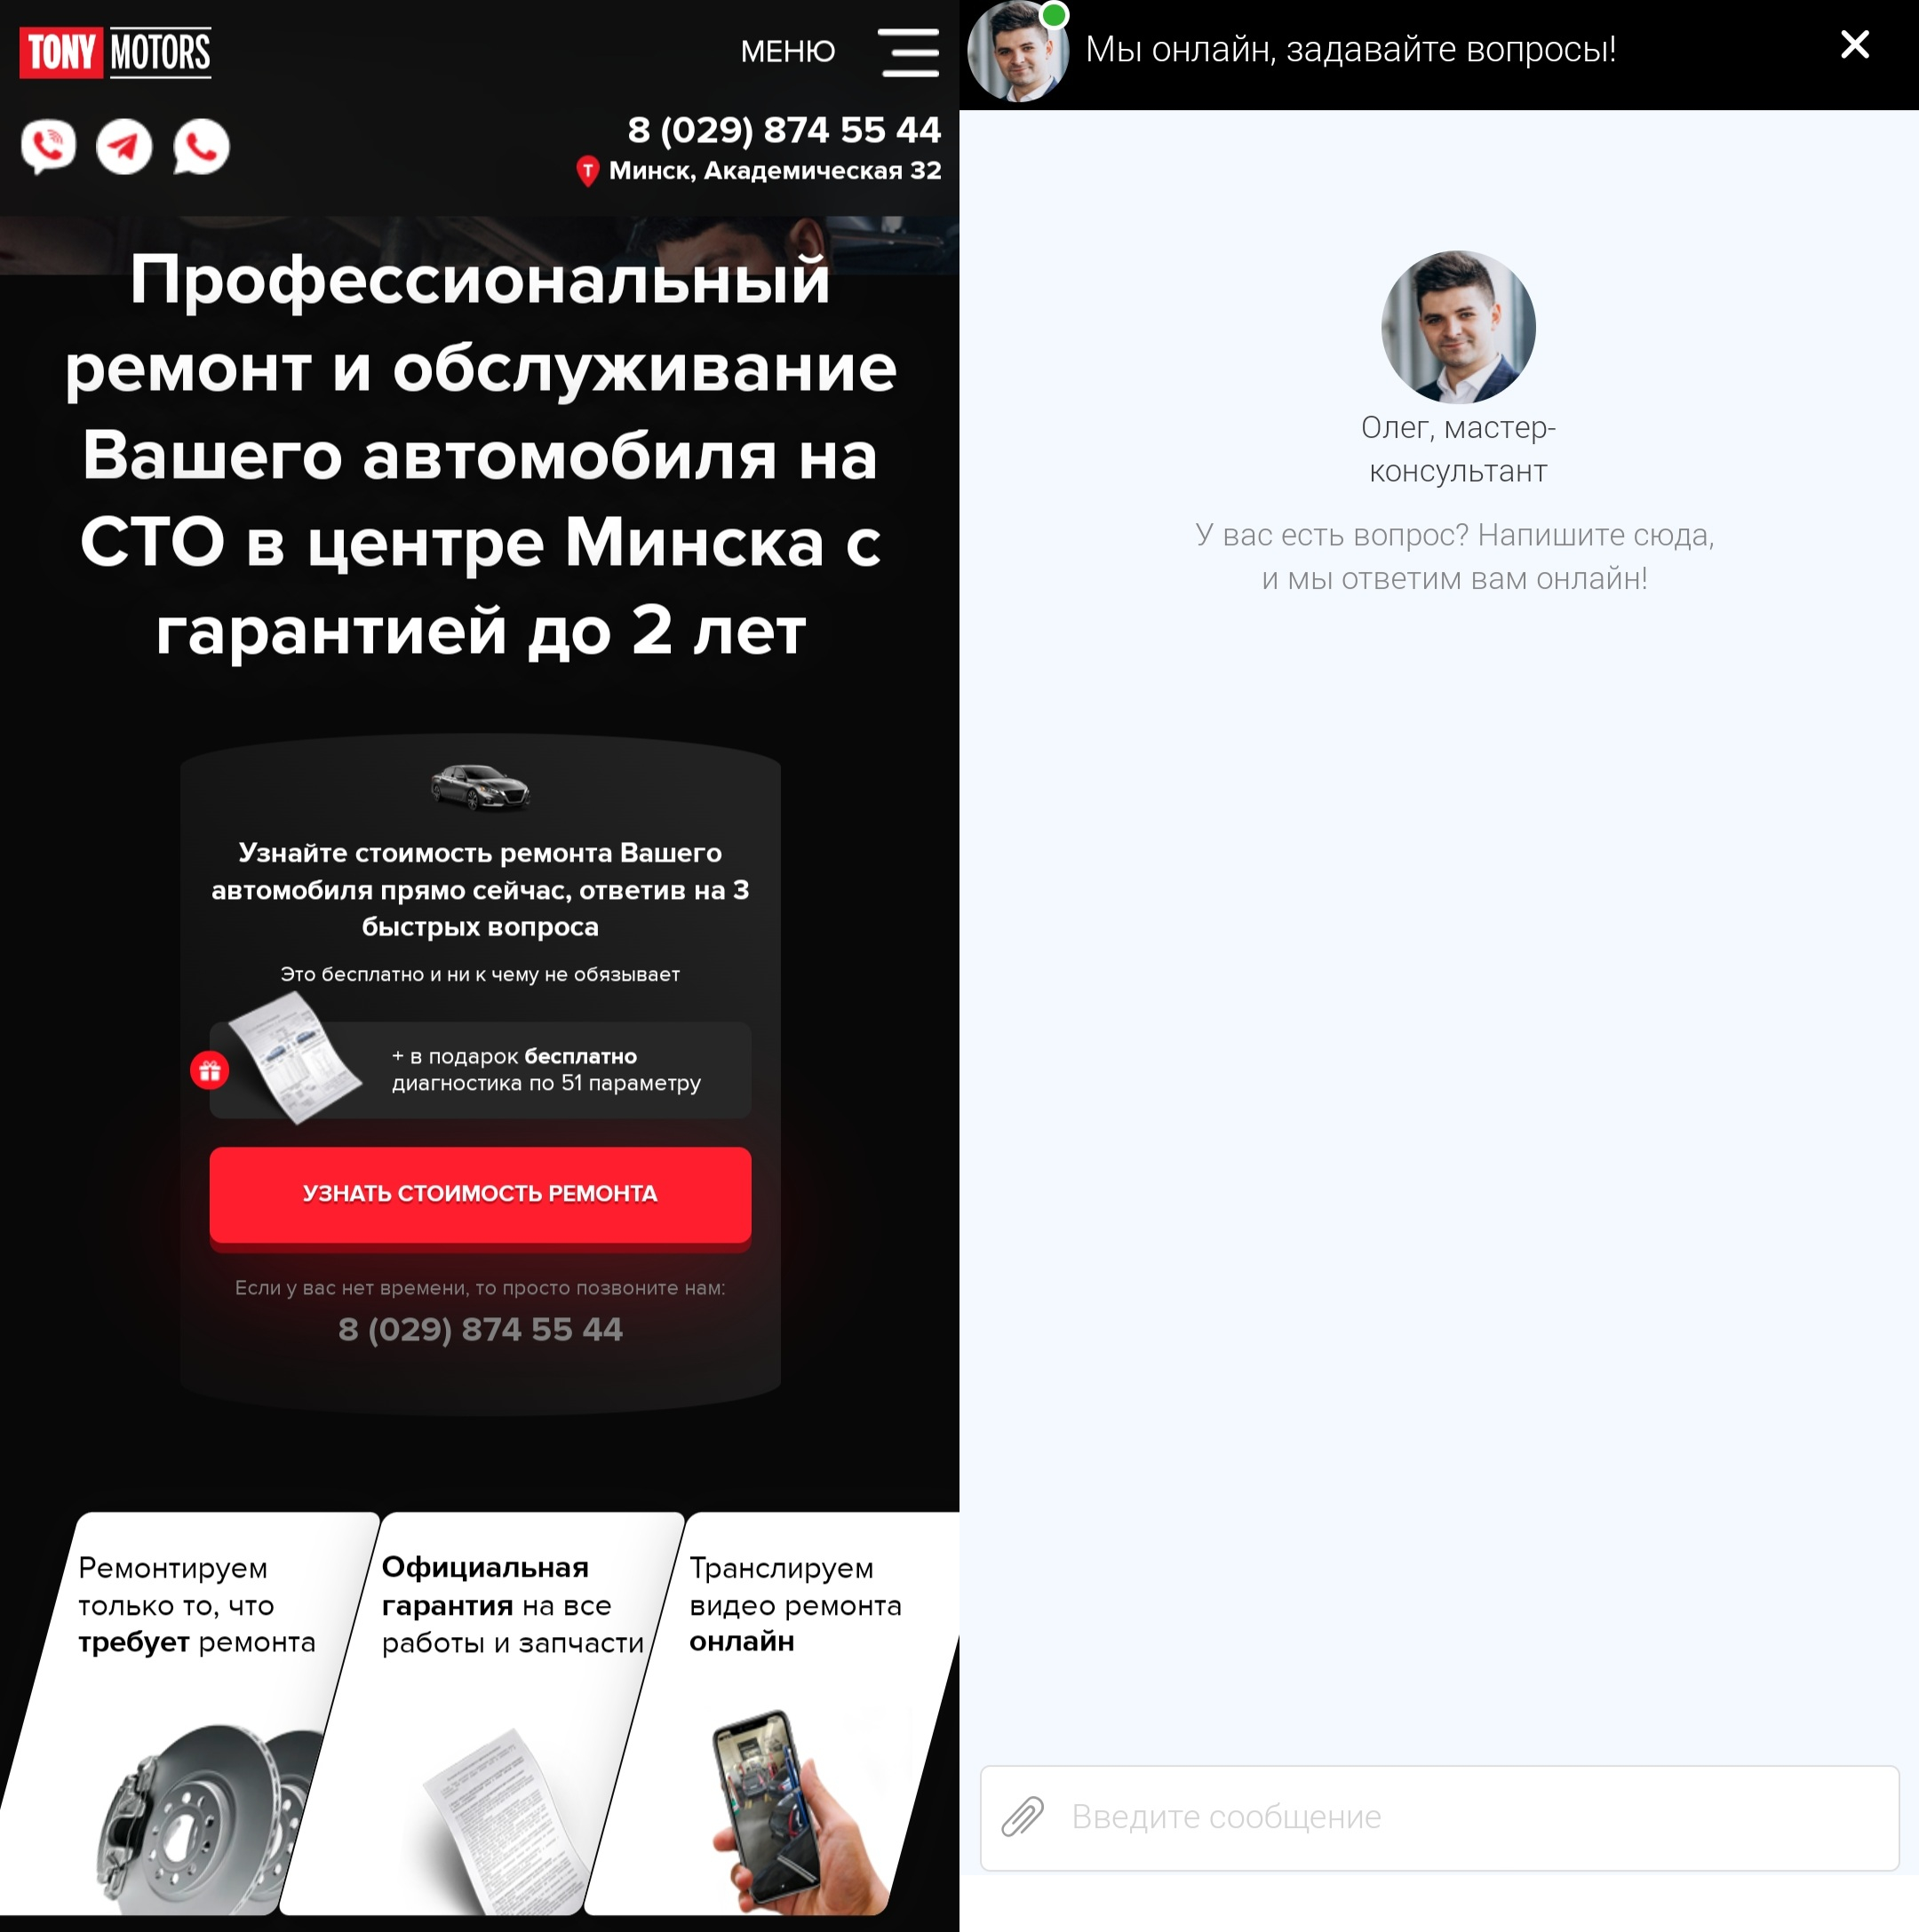 TONY MOTORS
МЕНЮ
8 (029) 874 55 44
Т
Минск, Академическая 32
Профессиональный
ремонт и обслуживание
Вашего автомобиля на
СТО в центре Минска с
гарантией до 2 лет
Узнайте стоимость ремонта Вашего
автомобиля прямо сейчас, ответив на 3
быстрых вопроса
Это бесплатно и ни к чему не обязывает
+ в подарок бесплатно
диагностика по 51 параметру
УЗНАТЬ СТОИМОСТЬ РЕМОНТА
Если у вас нет времени, то просто позвоните нам:
8 (029) 874 55 44
Ремонтируем
только то, что
требует ремонта
Официальная
гарантия на все
работы и запчасти
Транслируем
видео ремонта
онлайн
Мы онлайн, задавайте вопросы!
Олег, мастер-
консультант
У вас есть вопрос? Напишите сюда,
и мы ответим вам онлайн!
Введите сообщение